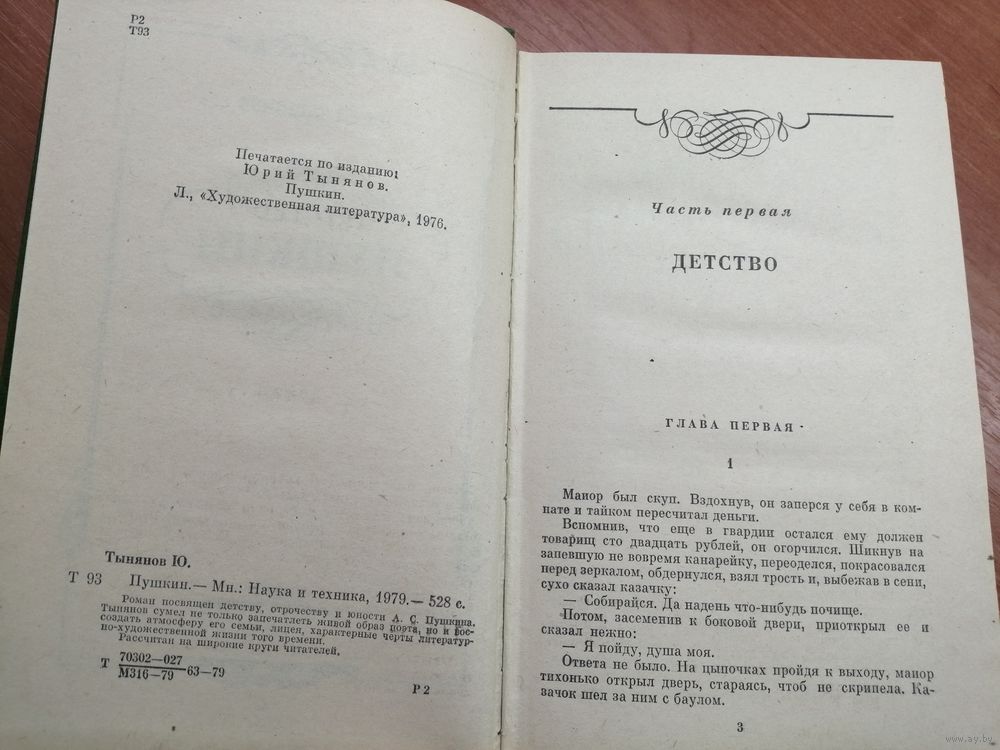 Р2
Т93
Печатается по изданию:
Юрий Тынянов.
Пушкин.
Л., «Художественная литература», 1976.
Тынянов Ю.
Т 93 Пушкин.— Мн.: Наука и техника, 1979.— 528 с.
Роман посвящен детству, отрочеству и юности А. С. Пушкина.
Тынянов сумел не только запечатлеть живой образ поэта, но и вос-
создать атмосферу его семьи, лицея, характерные черты литератур-
но-художественной жизни того времени.
Рассчитан на широкие круги читателей.
Т 70302—027
М316—79 63—79
Р 2
Часть первая
ДЕТСТВО
ГЛАВА ПЕРВАЯ
1
Маиор был скуп. Вздохнув, он заперся у себя в ком-
нате и тайком пересчитал деньги.
Вспомнив, что еще в гвардии остался ему должен
товарищ сто двадцать рублей, он огорчился. Шикнув на
запевшую не вовремя канарейку, переоделся, покрасовался
перед зеркалом, обдернулся, взял трость и, выбежав в сени,
сухо сказал казачку:
— Собирайся. Да надень что-нибудь почище.
Потом, засеменив к боковой двери, приоткрыл ее и
сказал нежно:
— Я пойду, душа моя.
Ответа не было. На цыпочках пройдя к выходу, маиор
тихонько открыл дверь, стараясь, чтоб не скрипела. Ка-
зачок шел за ним с баулом.
3
www.ay.by